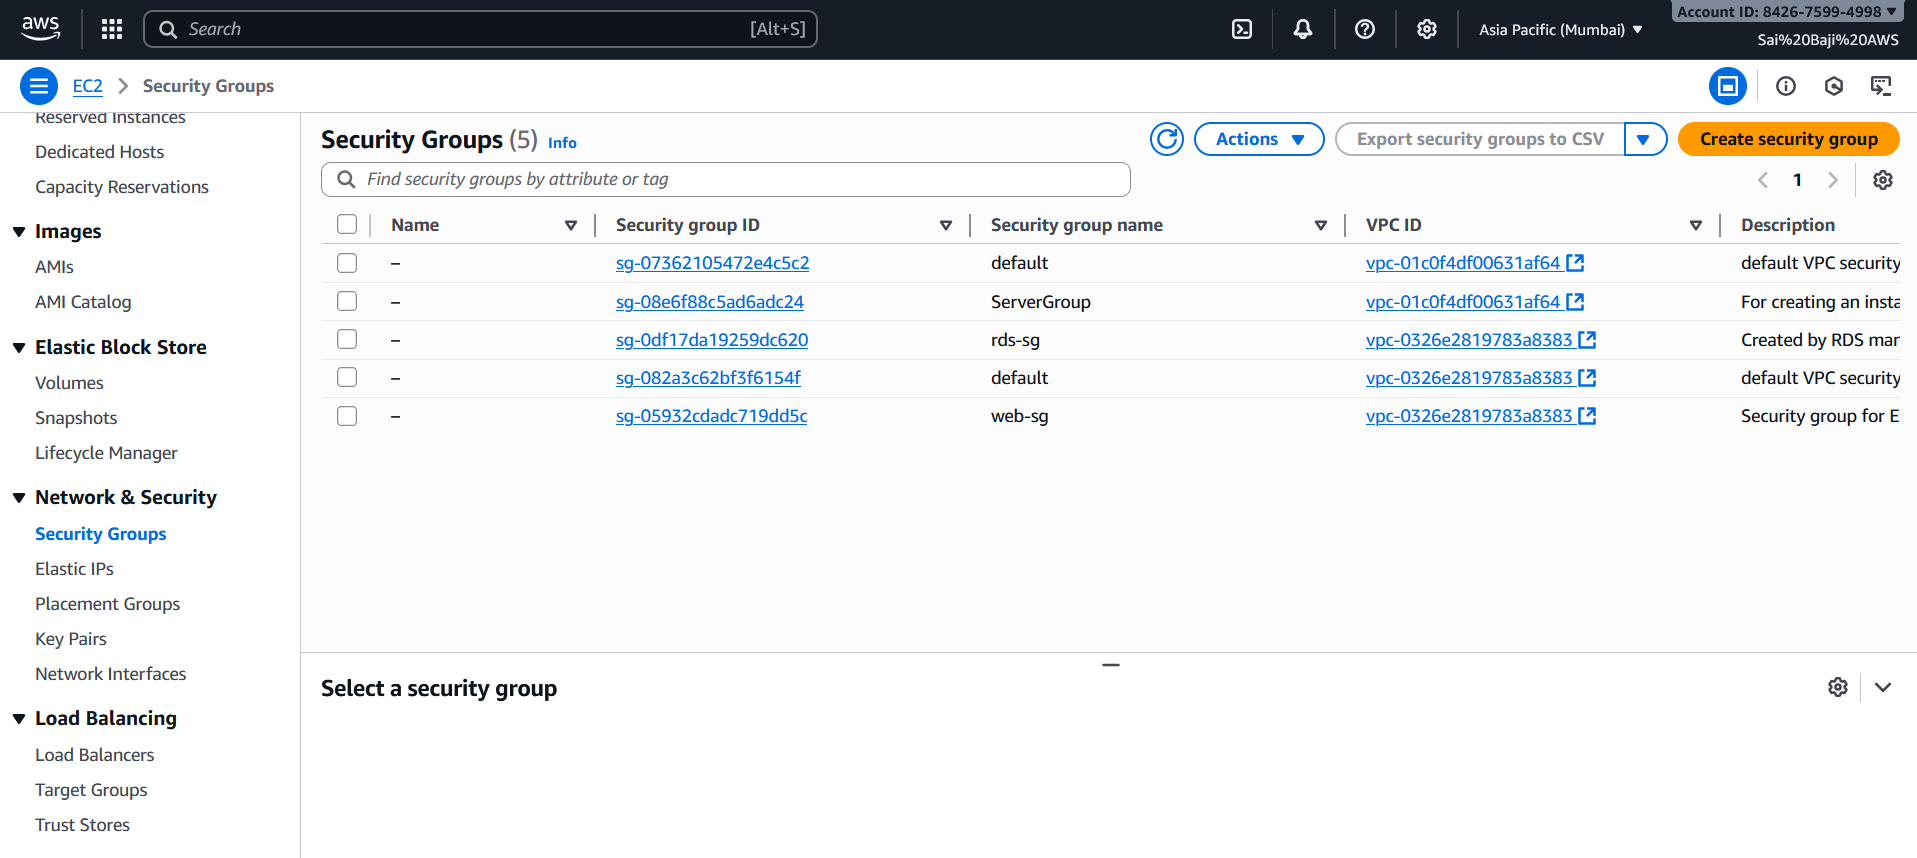 aws
Search [Alt+S]
Asia Pacific (Mumbai)
Account ID: 8426-7599-4998
Sai%20Baji%20AWS
EC2 > Security Groups
Reserved Instances
Dedicated Hosts
Capacity Reservations
Images
AMIs
AMI Catalog
Elastic Block Store
Volumes
Snapshots
Lifecycle Manager
Network & Security
Security Groups
Elastic IPs
Placement Groups
Key Pairs
Network Interfaces
Load Balancing
Load Balancers
Target Groups
Trust Stores
Security Groups (5) Info
Actions
Export security groups to CSV
Create security group
Find security groups by attribute or tag
1
Name Security group ID Security group name VPC ID Description
– sg-07362105472e4c5c2 default vpc-01c0f4df00631af64 default VPC security
– sg-08e6f88c5ad6adc24 ServerGroup vpc-01c0f4df00631af64 For creating an insta
– sg-0df17da19259dc620 rds-sg vpc-0326e2819783a8383 Created by RDS man
– sg-082a3c62bf3f6154f default vpc-0326e2819783a8383 default VPC security
– sg-05932cdadc719dd5c web-sg vpc-0326e2819783a8383 Security group for E
Select a security group